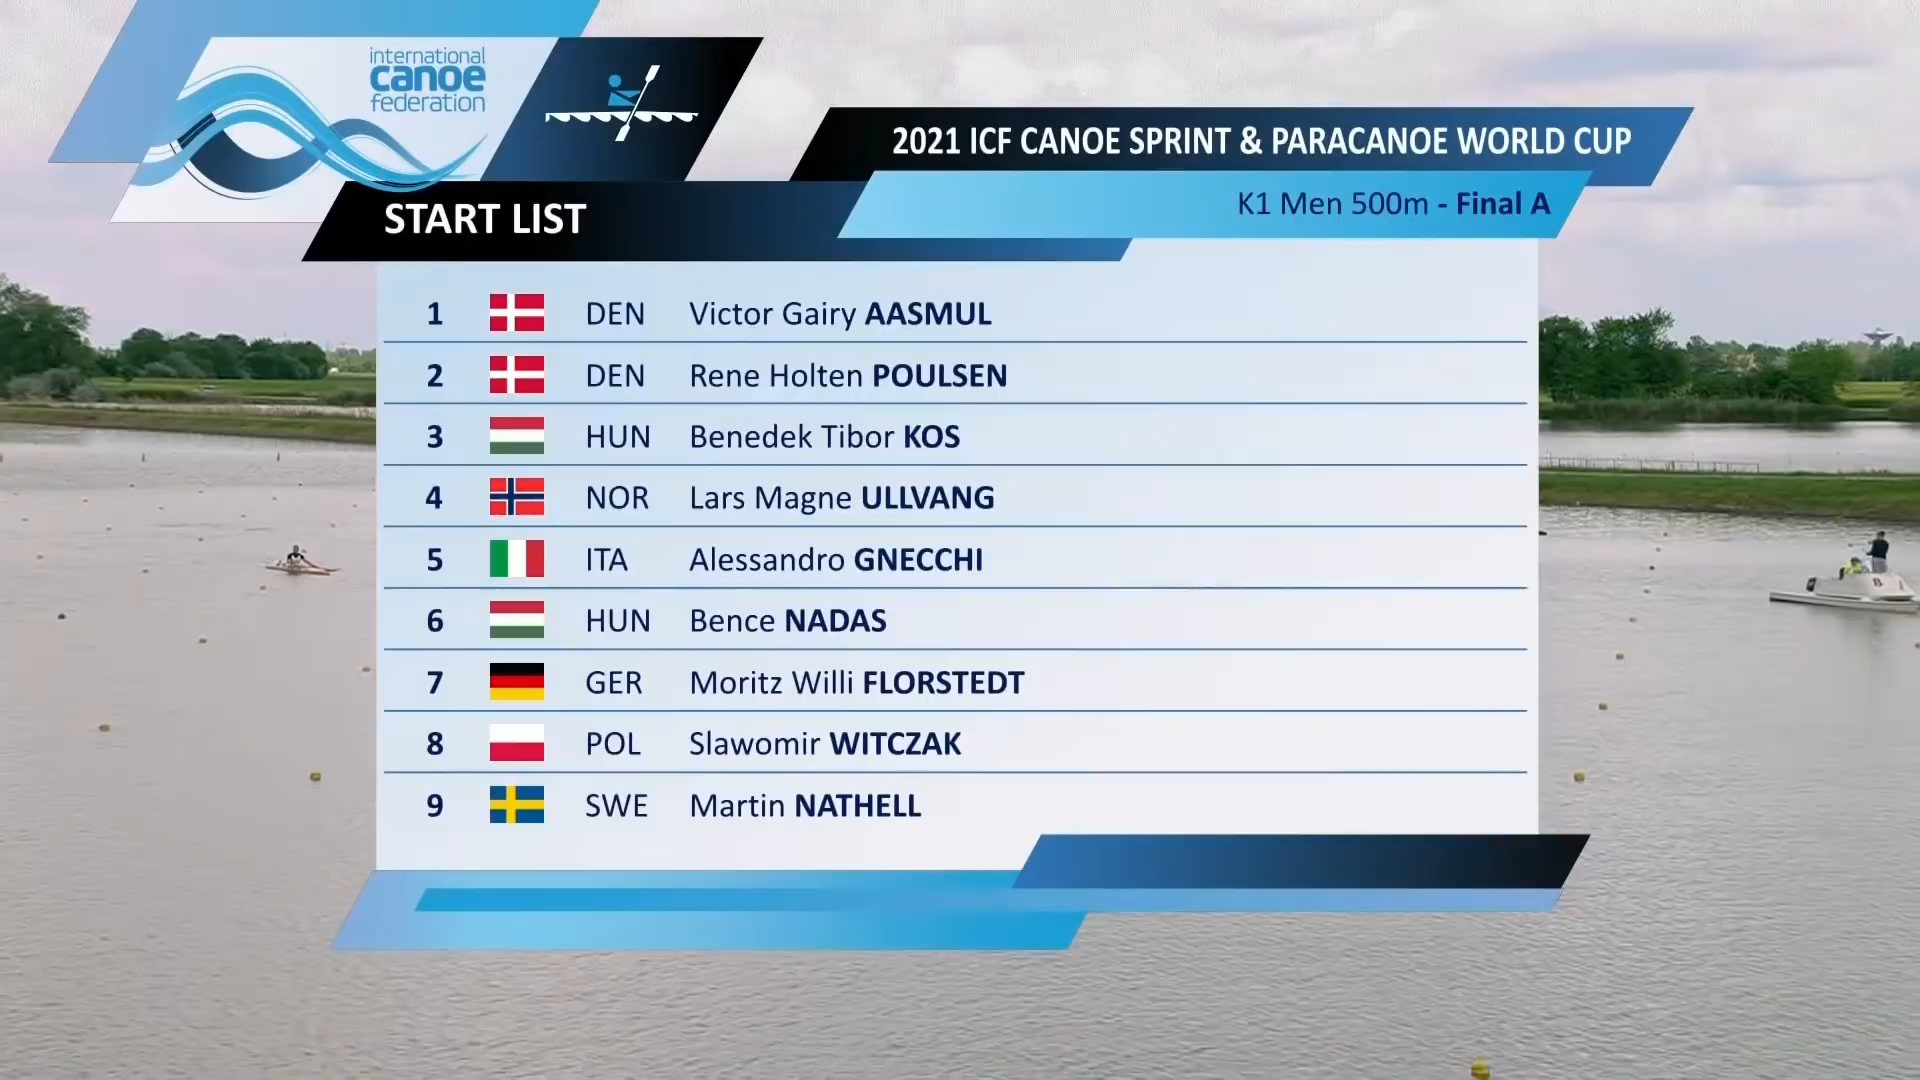 international
canoe
federation
2021 ICF CANOE SPRINT & PARACANOE WORLD CUP
START LIST
K1 Men 500m - Final A
1 DEN Victor Gairy AASMUL
2 DEN Rene Holten POULSEN
3 HUN Benedek Tibor KOS
4 NOR Lars Magne ULLVANG
5 ITA Alessandro GNECCHI
6 HUN Bence NADAS
7 GER Moritz Willi FLORSTEDT
8 POL Slawomir WITCZAK
9 SWE Martin NATHELL